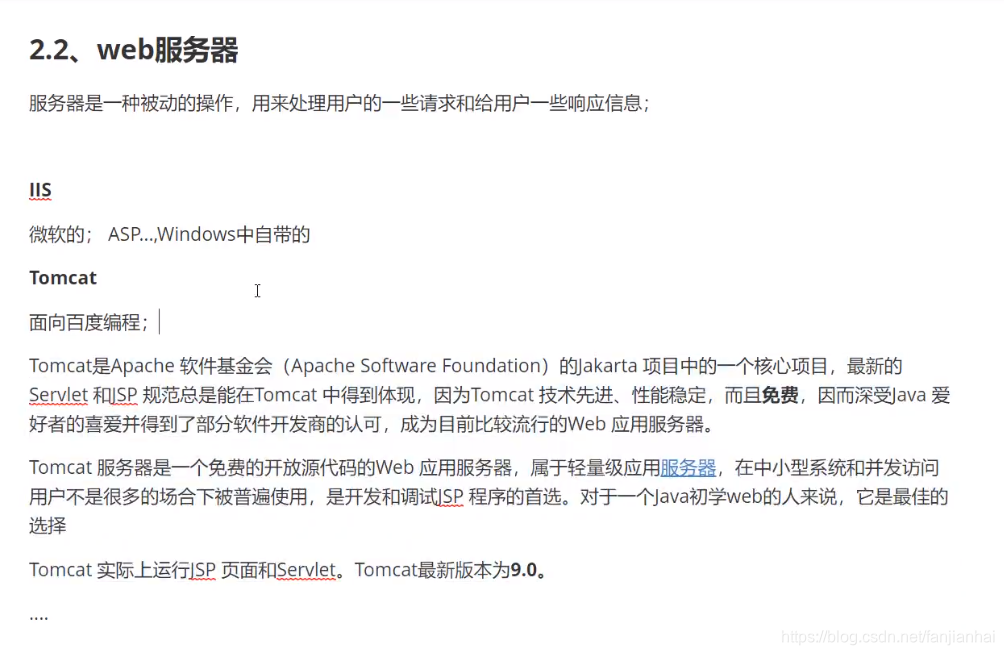 2.2、web服务器
服务器是一种被动的操作，用来处理用户的一些请求和给用户一些响应信息；
IIS
微软的； ASP...,Windows中自带的
Tomcat
面向百度编程；
Tomcat是Apache 软件基金会（Apache Software Foundation）的Jakarta 项目中的一个核心项目，最新的
Servlet 和JSP 规范总是能在Tomcat 中得到体现，因为Tomcat 技术先进、性能稳定，而且免费，因而深受Java 爱
好者的喜爱并得到了部分软件开发商的认可，成为目前比较流行的Web 应用服务器。
Tomcat 服务器是一个免费的开放源代码的Web 应用服务器，属于轻量级应用服务器，在中小型系统和并发访问
用户不是很多的场合下被普遍使用，是开发和调试JSP 程序的首选。对于一个Java初学web的人来说，它是最佳的
选择
Tomcat 实际上运行JSP 页面和Servlet。Tomcat最新版本为9.0。
....
https://blog.csdn.net/fanjianhai